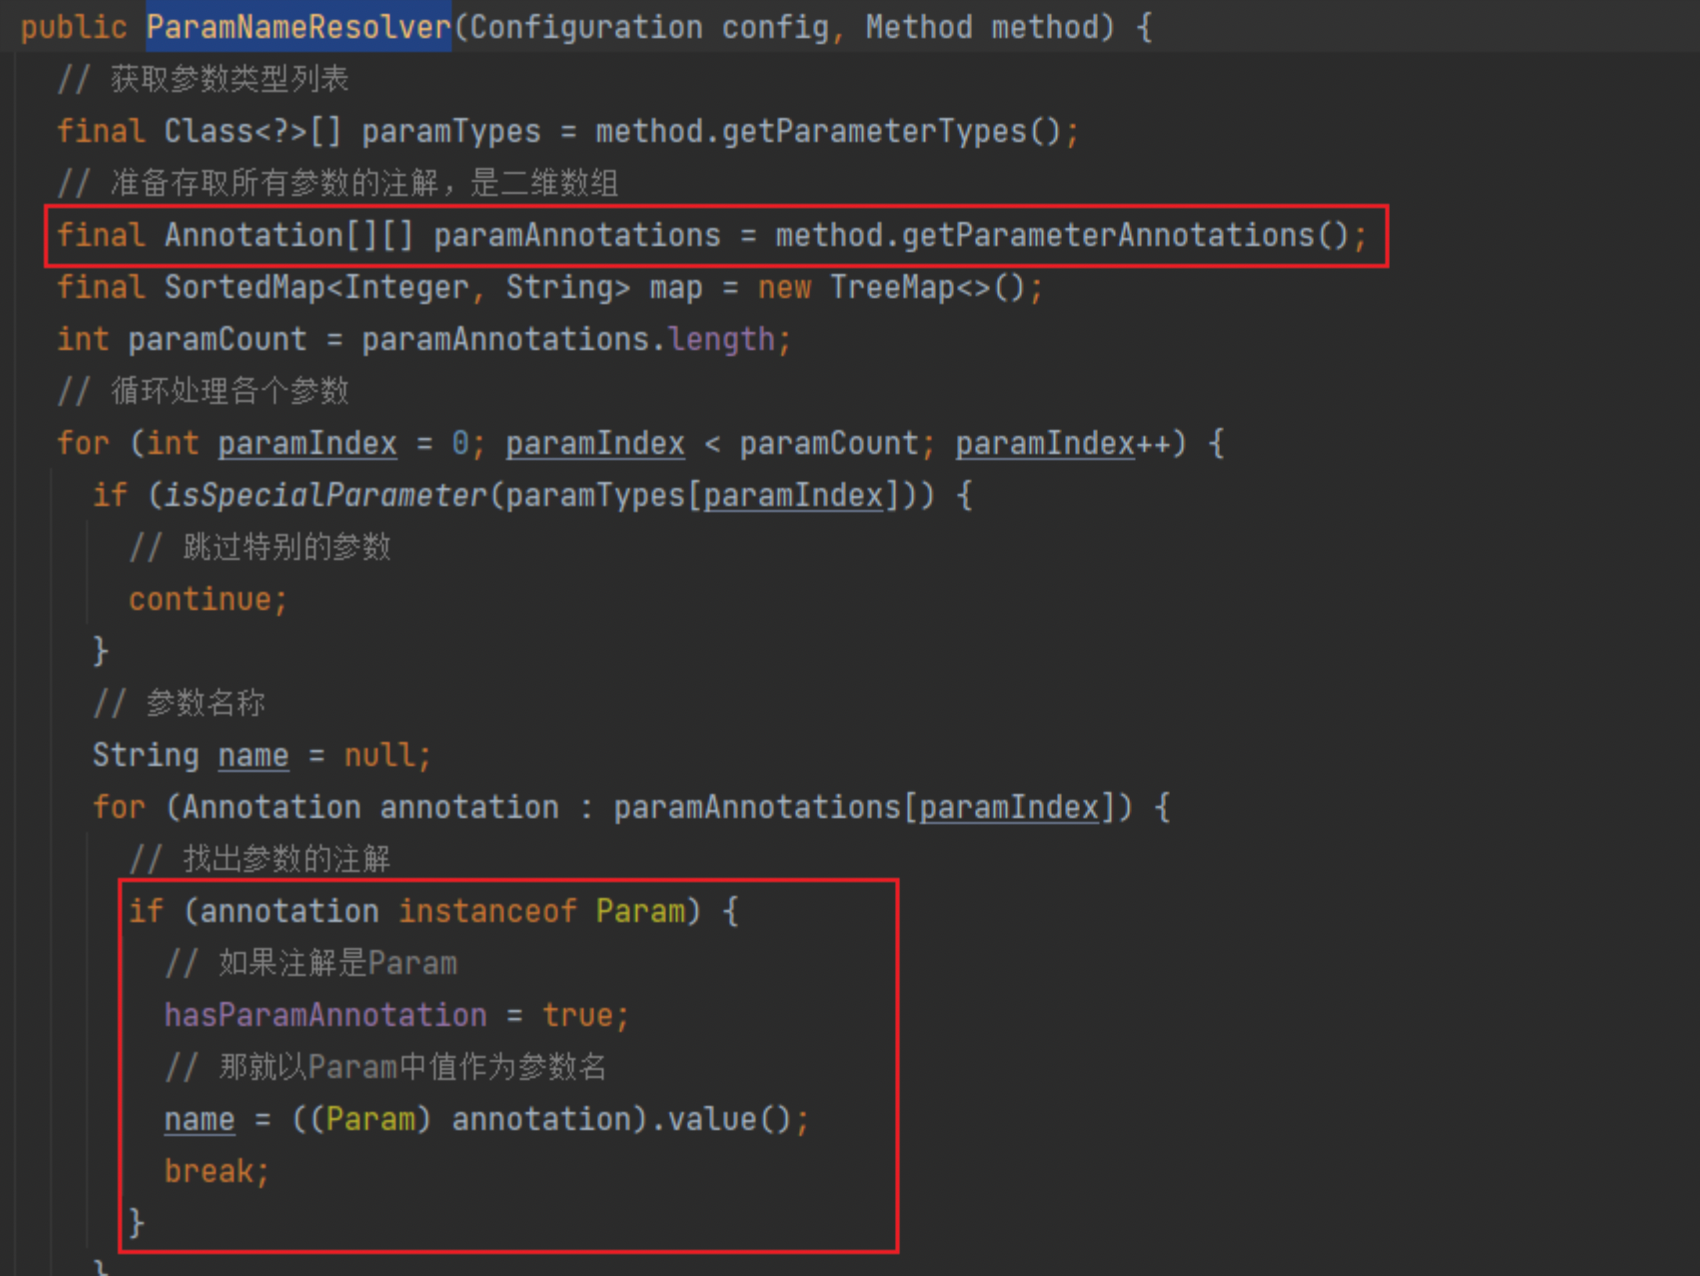 public ParamNameResolver(Configuration config, Method method) {
// 获取参数类型列表
final Class<?>[] paramTypes = method.getParameterTypes();
// 准备存取所有参数的注解，是二维数组
final Annotation[][] paramAnnotations = method.getParameterAnnotations();
final SortedMap<Integer, String> map = new TreeMap<>();
int paramCount = paramAnnotations.length;
// 循环处理各个参数
for (int paramIndex = 0; paramIndex < paramCount; paramIndex++) {
if (isSpecialParameter(paramTypes[paramIndex])) {
// 跳过特别的参数
continue;
}
// 参数名称
String name = null;
for (Annotation annotation : paramAnnotations[paramIndex]) {
// 找出参数的注解
if (annotation instanceof Param) {
// 如果注解是Param
hasParamAnnotation = true;
// 那就以Param中值作为参数名
name = ((Param) annotation).value();
break;
}
}